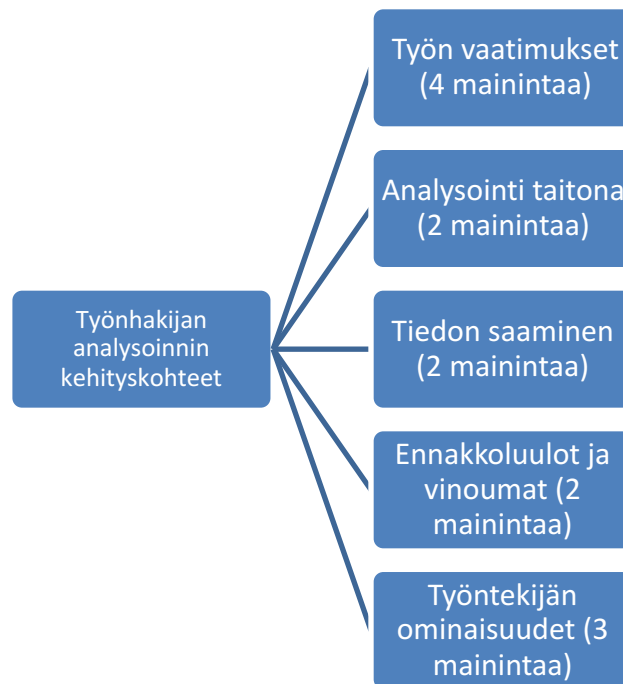 Työn vaatimukset
(4 mainintaa)
Analysointi taitona
(2 mainintaa)
Työnhakijan
analysoinnin
kehityskohteet
Tiedon saaminen
(2 mainintaa)
Ennakkoluulot ja
vinoumat (2
mainintaa)
Työntekijän
ominaisuudet (3
mainintaa)